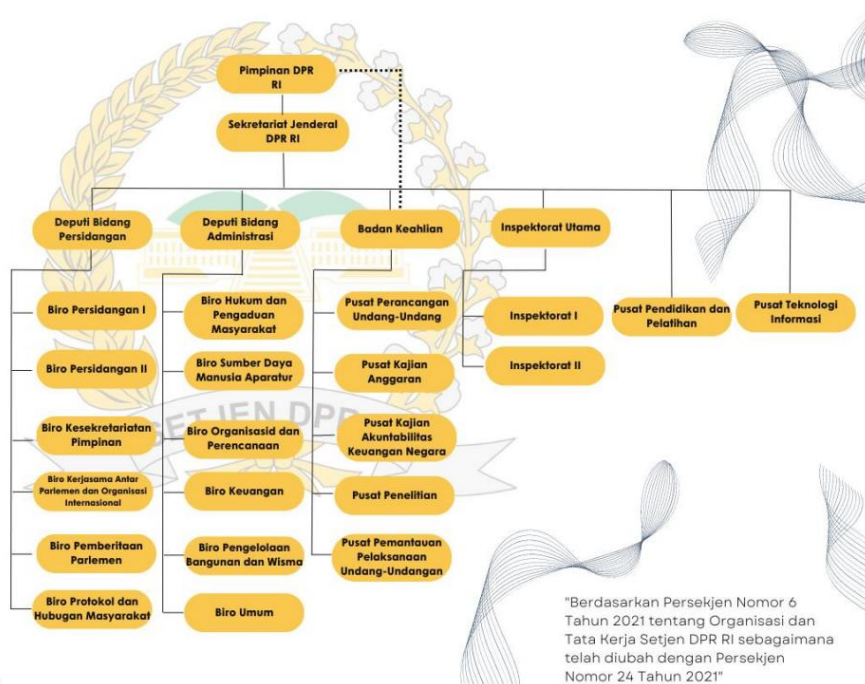 Pimpinan DPR
RI
Sekretariat Jenderal
DPR RI
Deputi Bidang
Persidangan
Deputi Bidang
Administrasi
Badan Keahlian
Inspektorat Utama
Biro Persidangan I
Biro Persidangan II
Biro Kesekretariatan
Pimpinan
Biro Kerjasama Antar
Parlemen dan Organisasi
Internasional
Biro Pemberitaan
Parlemen
Biro Protokol dan
Hubugan Masyarakat
Biro Hukum dan
Pengaduan
Masyarakat
Biro Sumber Daya
Manusia Aparatur
Biro Organisasid dan
Perencanaan
Biro Keuangan
Biro Pengelolaan
Bangunan dan Wisma
Biro Umum
Pusat Perancangan
Undang-Undang
Pusat Kajian
Anggaran
Pusat Kajian
Akuntabilitas
Keuangan Negara
Pusat Penelitian
Pusat Pemantauan
Pelaksanaan
Undang-Undangan
Inspektorat I
Inspektorat II
Pusat Pendidikan dan
Pelatihan
Pusat Teknologi
Informasi
SETJEN DPR
"Berdasarkan Persekjen Nomor 6
Tahun 2021 tentang Organisasi dan
Tata Kerja Setjen DPR RI sebagaimana
telah diubah dengan Persekjen
Nomor 24 Tahun 2021"